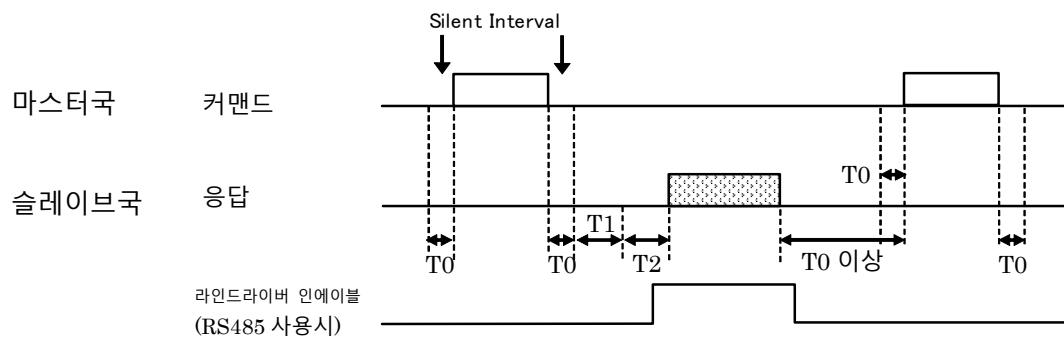 Silent Interval
마스터국 커맨드
T0
슬레이브국 응답
T1
T0 T0 T2 T0 이상 T0
라인드라이버 인에이블
(RS485 사용시)